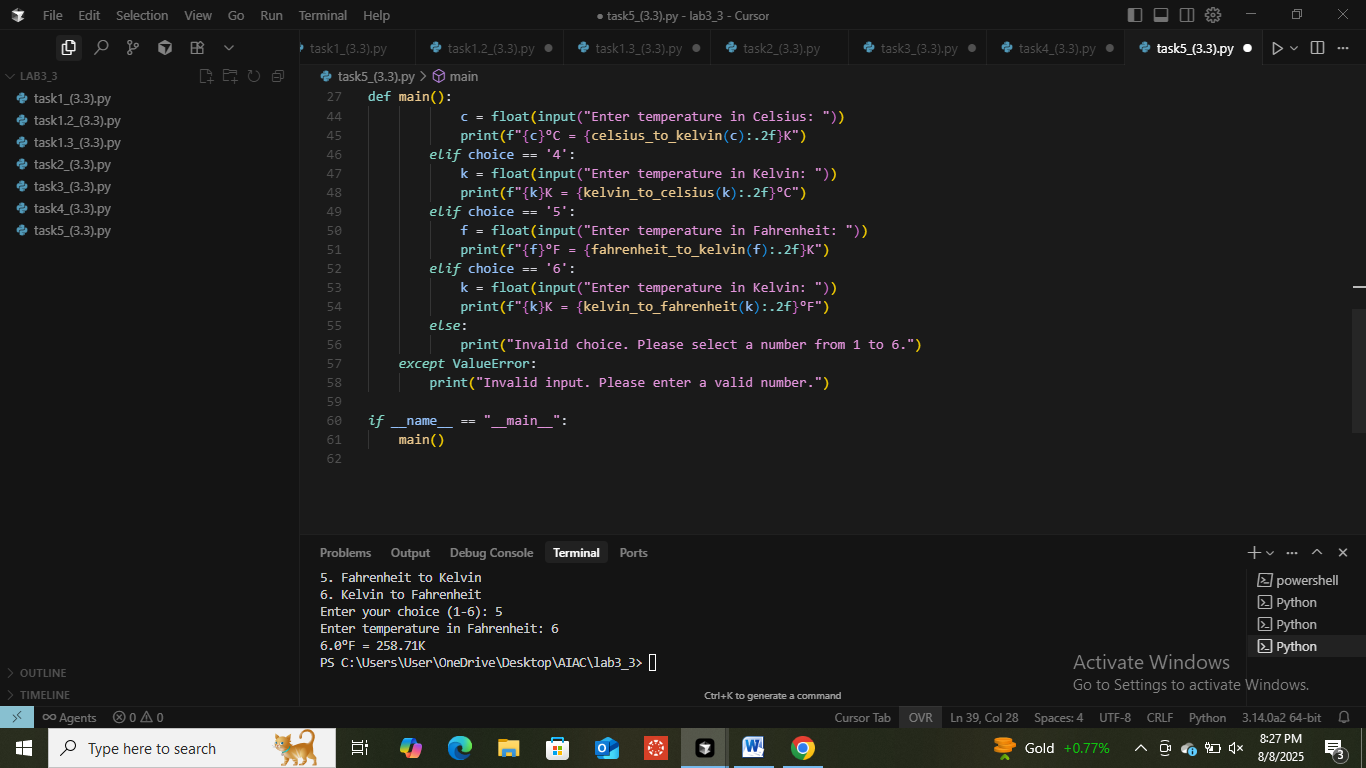 File Edit Selection View Go Run Terminal Help
● task5_(3.3).py - lab3_3 - Cursor
task1_(3.3).py
task1.2_(3.3).py ●
task1.3_(3.3).py ●
task2_(3.3).py
task3_(3.3).py ●
task4_(3.3).py ●
task5_(3.3).py ●
LAB3_3
task1_(3.3).py
task1.2_(3.3).py
task1.3_(3.3).py
task2_(3.3).py
task3_(3.3).py
task4_(3.3).py
task5_(3.3).py
OUTLINE
TIMELINE
task5_(3.3).py > main
27 def main():
44 c = float(input("Enter temperature in Celsius: "))
45 print(f"{c}°C = {celsius_to_kelvin(c):.2f}K")
46 elif choice == '4':
47 k = float(input("Enter temperature in Kelvin: "))
48 print(f"{k}K = {kelvin_to_celsius(k):.2f}°C")
49 elif choice == '5':
50 f = float(input("Enter temperature in Fahrenheit: "))
51 print(f"{f}°F = {fahrenheit_to_kelvin(f):.2f}K")
52 elif choice == '6':
53 k = float(input("Enter temperature in Kelvin: "))
54 print(f"{k}K = {kelvin_to_fahrenheit(k):.2f}°F")
55 else:
56 print("Invalid choice. Please select a number from 1 to 6.")
57 except ValueError:
58 print("Invalid input. Please enter a valid number.")
59
60 if __name__ == "__main__":
61 main()
62
Problems Output Debug Console Terminal Ports
5. Fahrenheit to Kelvin
6. Kelvin to Fahrenheit
Enter your choice (1-6): 5
Enter temperature in Fahrenheit: 6
6.0°F = 258.71K
PS C:\Users\User\OneDrive\Desktop\AIAC\lab3_3>
Ctrl+K to generate a command
powershell
Python
Python
Python
Activate Windows
Go to Settings to activate Windows.
Agents 0 0
Cursor Tab OVR Ln 39, Col 28 Spaces: 4 UTF-8 CRLF Python 3.14.0a2 64-bit
Type here to search
Gold +0.77%
8:27 PM
8/8/2025
3